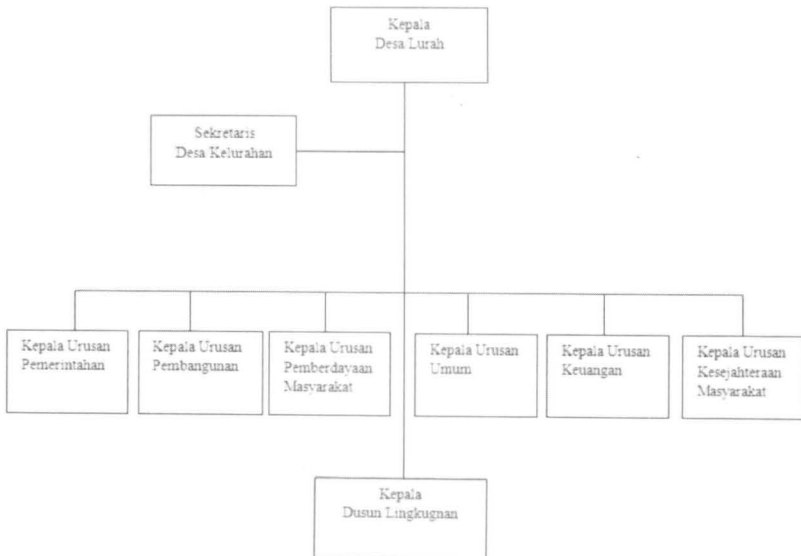 Kepala
Desa Lurah
Sekretaris
Desa Kelurahan
Kepala Urusan
Pemerintahan
Kepala Urusan
Pembangunan
Kepala Urusan
Pemberdayaan
Masyarakat
Kepala Urusan
Umum
Kepala Urusan
Keuangan
Kepala Urusan
Kesejahteraan
Masyarakat
Kepala
Dusun Lingkugnan